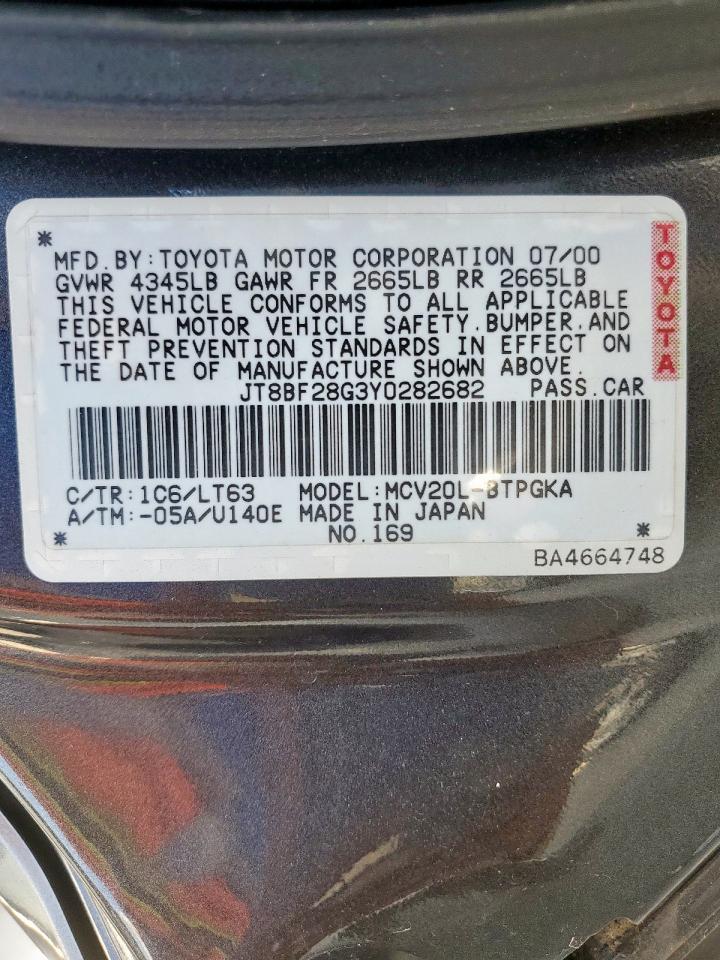 MFD.BY:TOYOTA MOTOR CORPORATION 07/00
GVWR 4345LB GAWR FR 2665LB RR 2665LB
THIS VEHICLE CONFORMS TO ALL APPLICABLE
FEDERAL MOTOR VEHICLE SAFETY.BUMPER.AND
THEFT PREVENTION STANDARDS IN EFFECT ON
THE DATE OF MANUFACTURE SHOWN ABOVE.
JT8BF28G3Y0282682 PASS.CAR
C/TR:1C6/LT63 MODEL:MCV20L-BTPGKA
A/TM:-05A/U140E MADE IN JAPAN
NO.169
BA4664748
TOYOTA